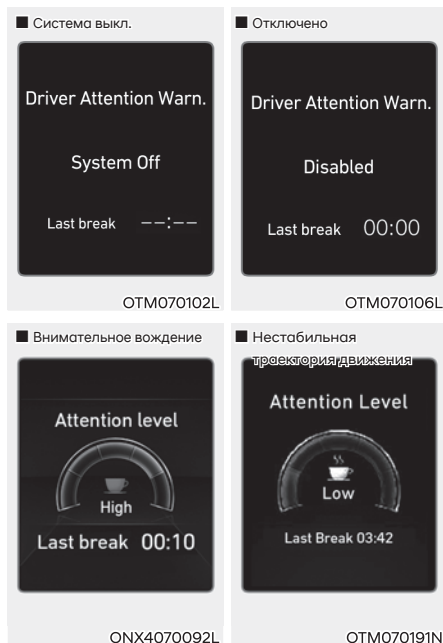 ■ Система выкл.
Driver Attention Warn.
System Off
Last break --:--
OTM070102L
■ Отключено
Driver Attention Warn.
Disabled
Last break 00:00
OTM070106L
■ Внимательное вождение
Attention level
High
Last break 00:10
ONX4070092L
■ Нестабильная
траектория движения
Attention Level
Low
Last Break 03:42
OTM070191N